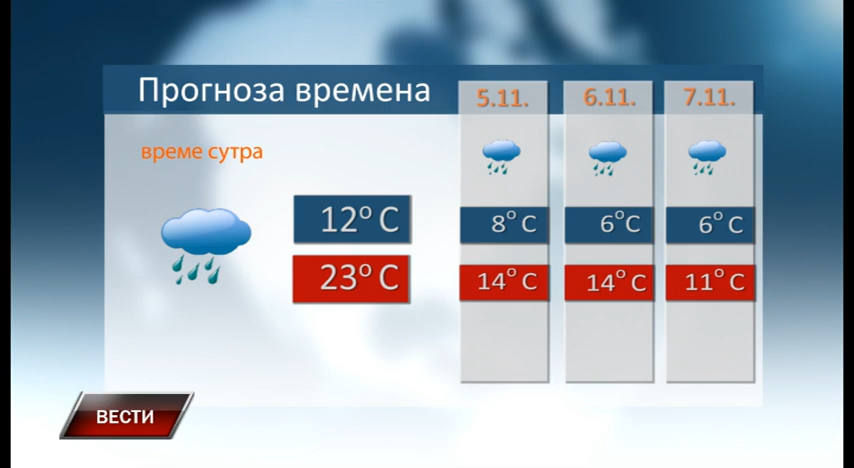 Прогноза времена
време сутра
12° C
23° C
5.11.
8° C
14° C
6.11.
6°C
14° C
7.11.
6° C
11° C
ВЕСТИ